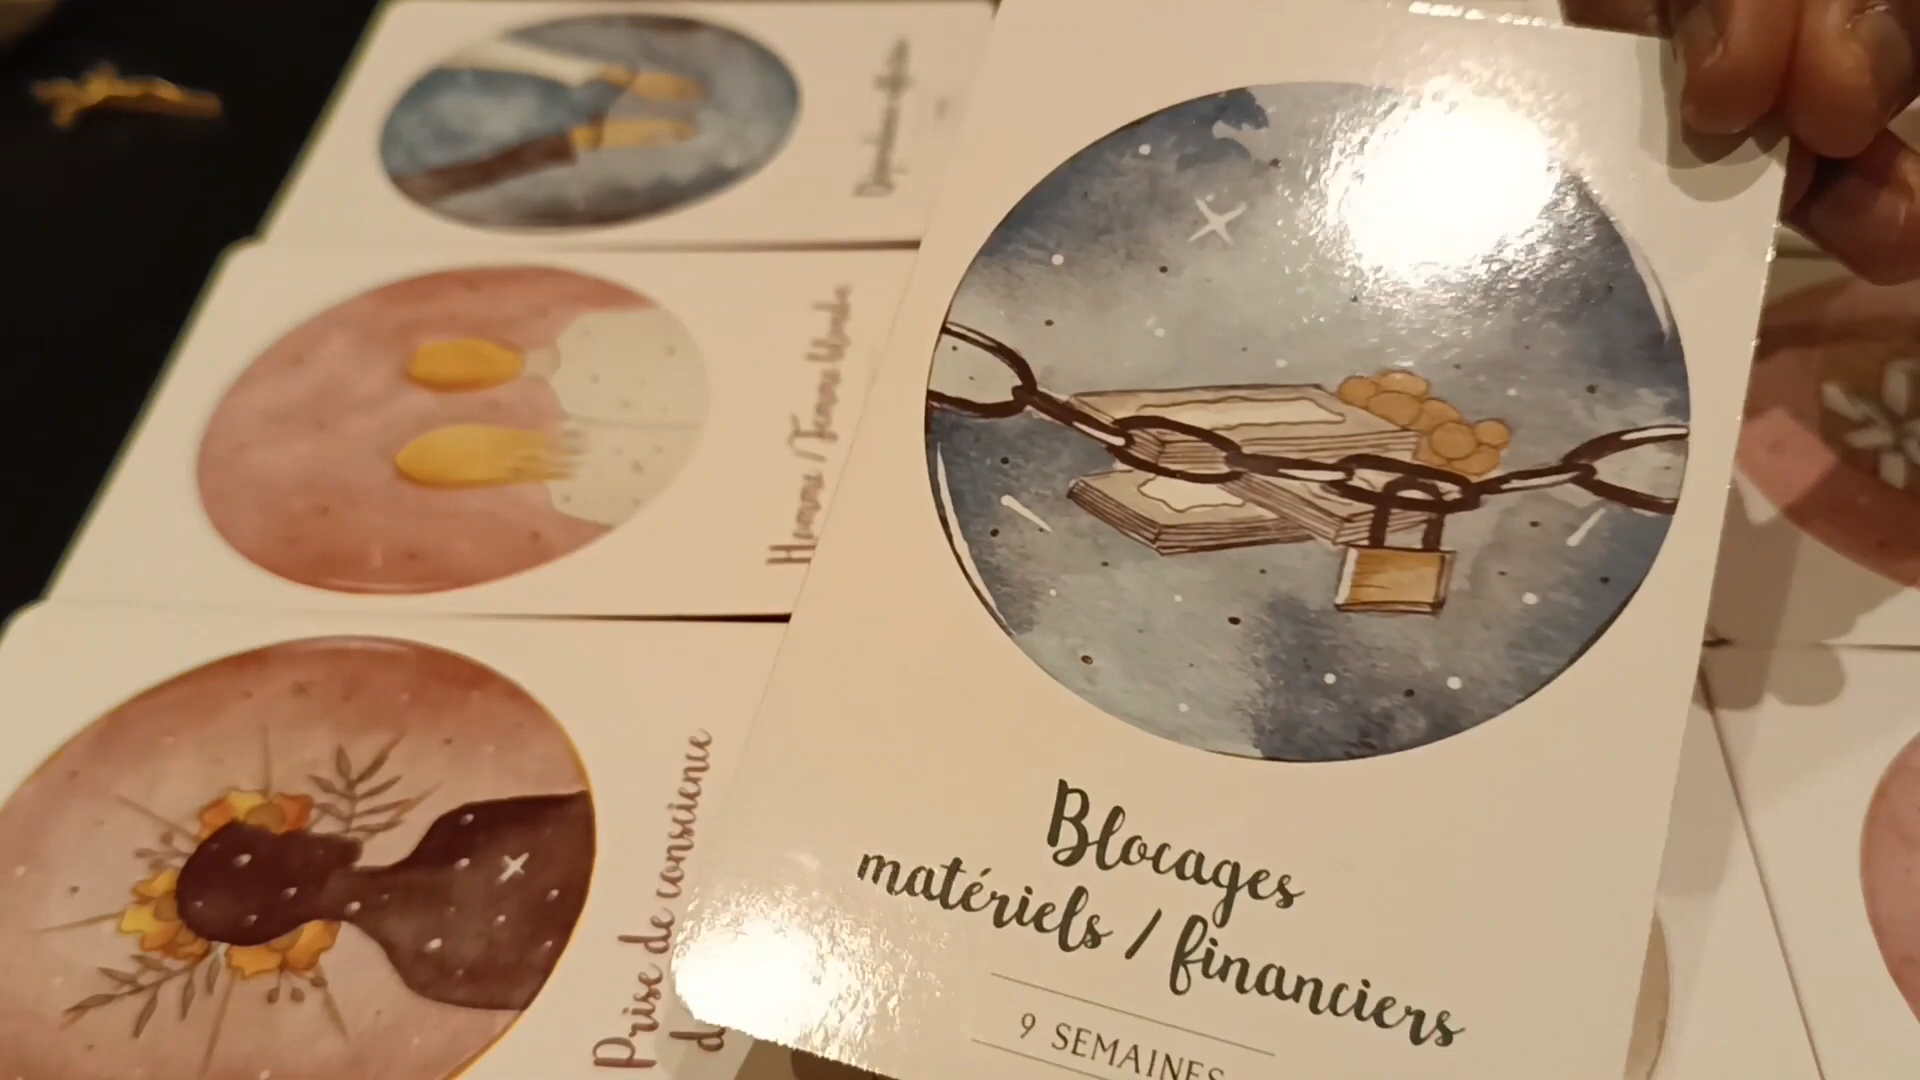 Blocages
matériels / financiers
9 SEMAINES
Homme / Femme
Prise de conscience